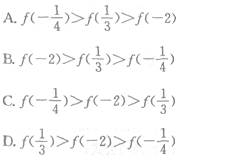 A. f(-1/4)>f(1/3)>f(-2)
B. f(-2)>f(1/3)>f(-1/4)
C. f(-1/4)>f(-2)>f(1/3)
D. f(1/3)>f(-2)>f(-1/4)